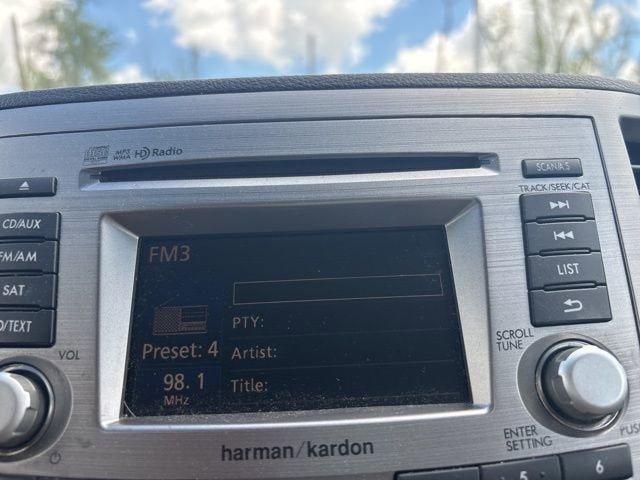 MP3
WMA
HD Radio
SCAN/A.S
TRACK/SEEK/CAT
CD/AUX
FM/AM
SAT
LIST
FM3
PTY:
Preset: 4
Artist:
98.1
MHz
Title:
VOL
SCROLL
TUNE
ENTER
SETTING
harman/kardon
5
6